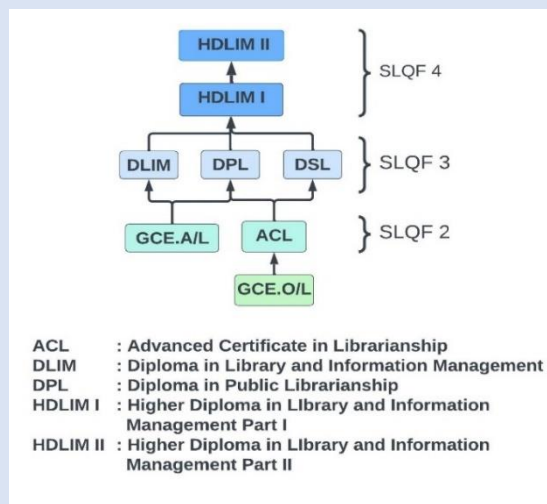 HDLIM II
SLQF 4
HDLIM I
DLIM DPL DSL
SLQF 3
GCE.A/L ACL
SLQF 2
GCE.O/L
ACL : Advanced Certificate in Librarianship
DLIM : Diploma in Library and Information Management
DPL : Diploma in Public Librarianship
HDLIM I : Higher Diploma in LIbrary and Information
Management Part I
HDLIM II : Higher Diploma in LIbrary and Information
Management Part II